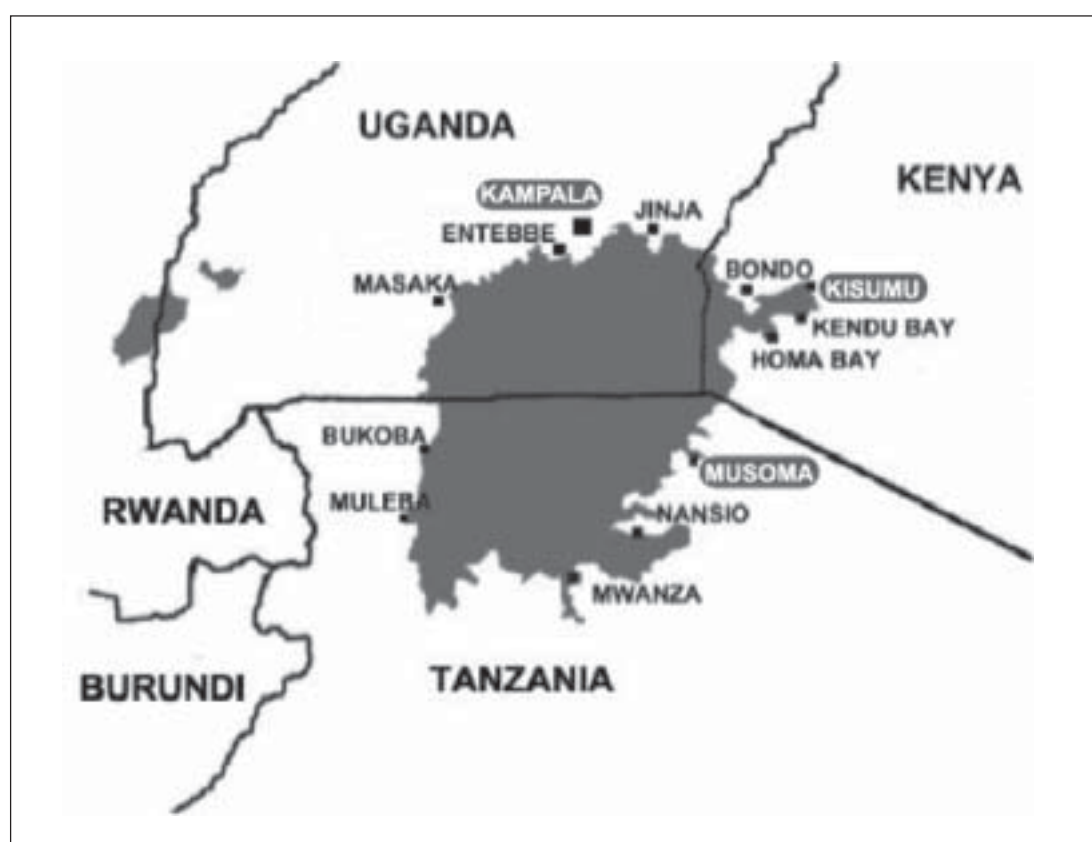 UGANDA
KENYA
KAMPALA
JINJA
ENTEBBE
BONDO
MASAKA
KISUMU
KENDU BAY
HOMA BAY
BUKOBA
MUSOMA
MULEBA
RWANDA
NANSIO
MWANZA
BURUNDI
TANZANIA